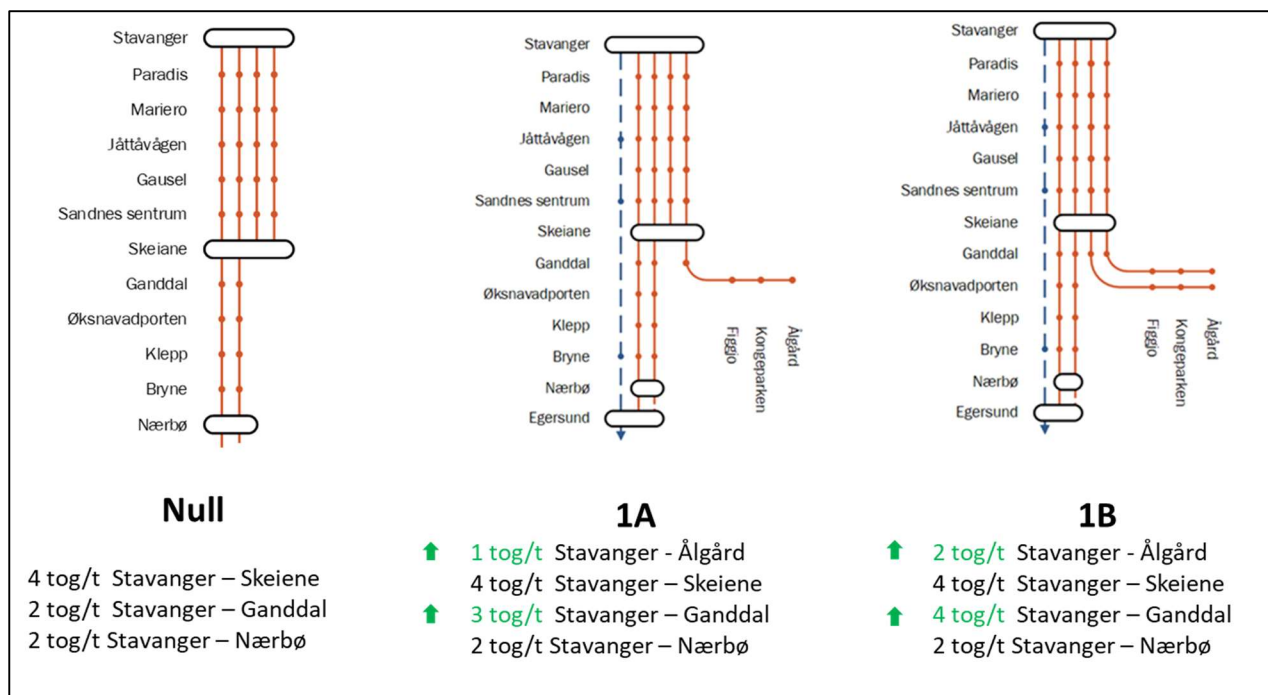 Stavanger
Paradis
Mariero
Jåttåvågen
Gausel
Sandnes sentrum
Skeiane
Ganddal
Øksnavadporten
Klepp
Bryne
Nærbø
Null
4 tog/t Stavanger – Skeiene
2 tog/t Stavanger – Ganddal
2 tog/t Stavanger – Nærbø
Stavanger
Paradis
Mariero
Jåttåvågen
Gausel
Sandnes sentrum
Skeiane
Ganddal
Øksnavadporten
Klepp
Bryne
Nærbø
Egersund
Figgjo
Kongeparken
Ålgård
1A
1 tog/t Stavanger - Ålgård
4 tog/t Stavanger – Skeiene
3 tog/t Stavanger – Ganddal
2 tog/t Stavanger – Nærbø
Stavanger
Paradis
Mariero
Jåttåvågen
Gausel
Sandnes sentrum
Skeiane
Ganddal
Øksnavadporten
Klepp
Bryne
Nærbø
Egersund
Figgjo
Kongeparken
Ålgård
1B
2 tog/t Stavanger - Ålgård
4 tog/t Stavanger – Skeiene
4 tog/t Stavanger – Ganddal
2 tog/t Stavanger – Nærbø